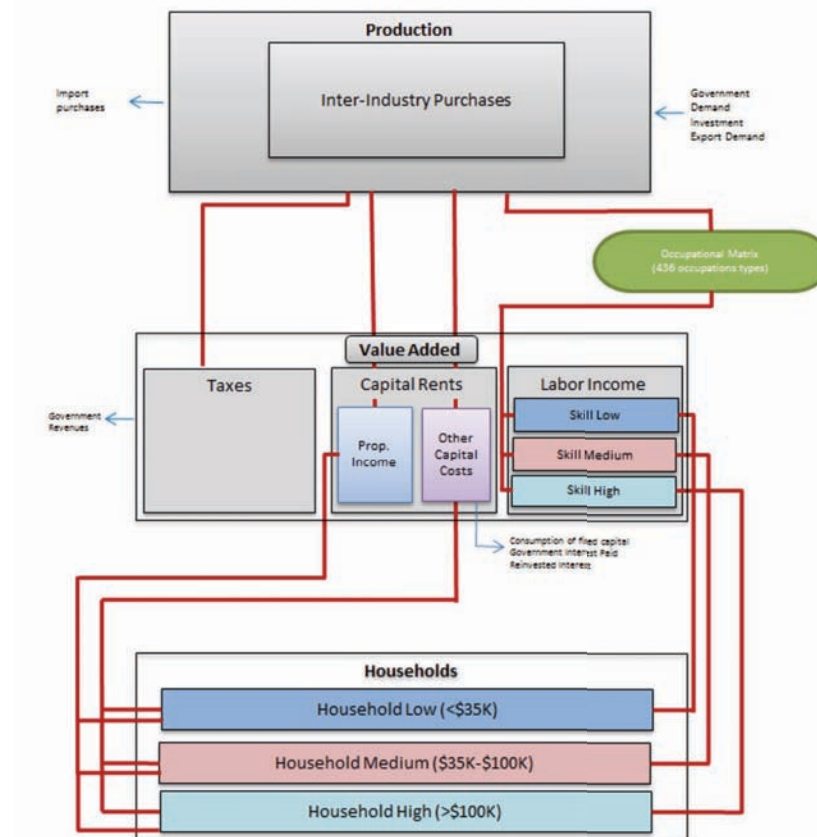 Production
Inter-Industry Purchases
Import
purchases
Government
Demand
Investment
Export Demand
Occupational Matrix
(436 occupations types)
Value Added
Taxes
Capital Rents
Labor Income
Prop.
Income
Other
Capital
Costs
Skill Low
Skill Medium
Skill High
Government
Revenues
Consumption of fixed capital
Government Interest Paid
Reinvested Interest
Households
Household Low (<$35K)
Household Medium ($35K-$100K)
Household High (>$100K)